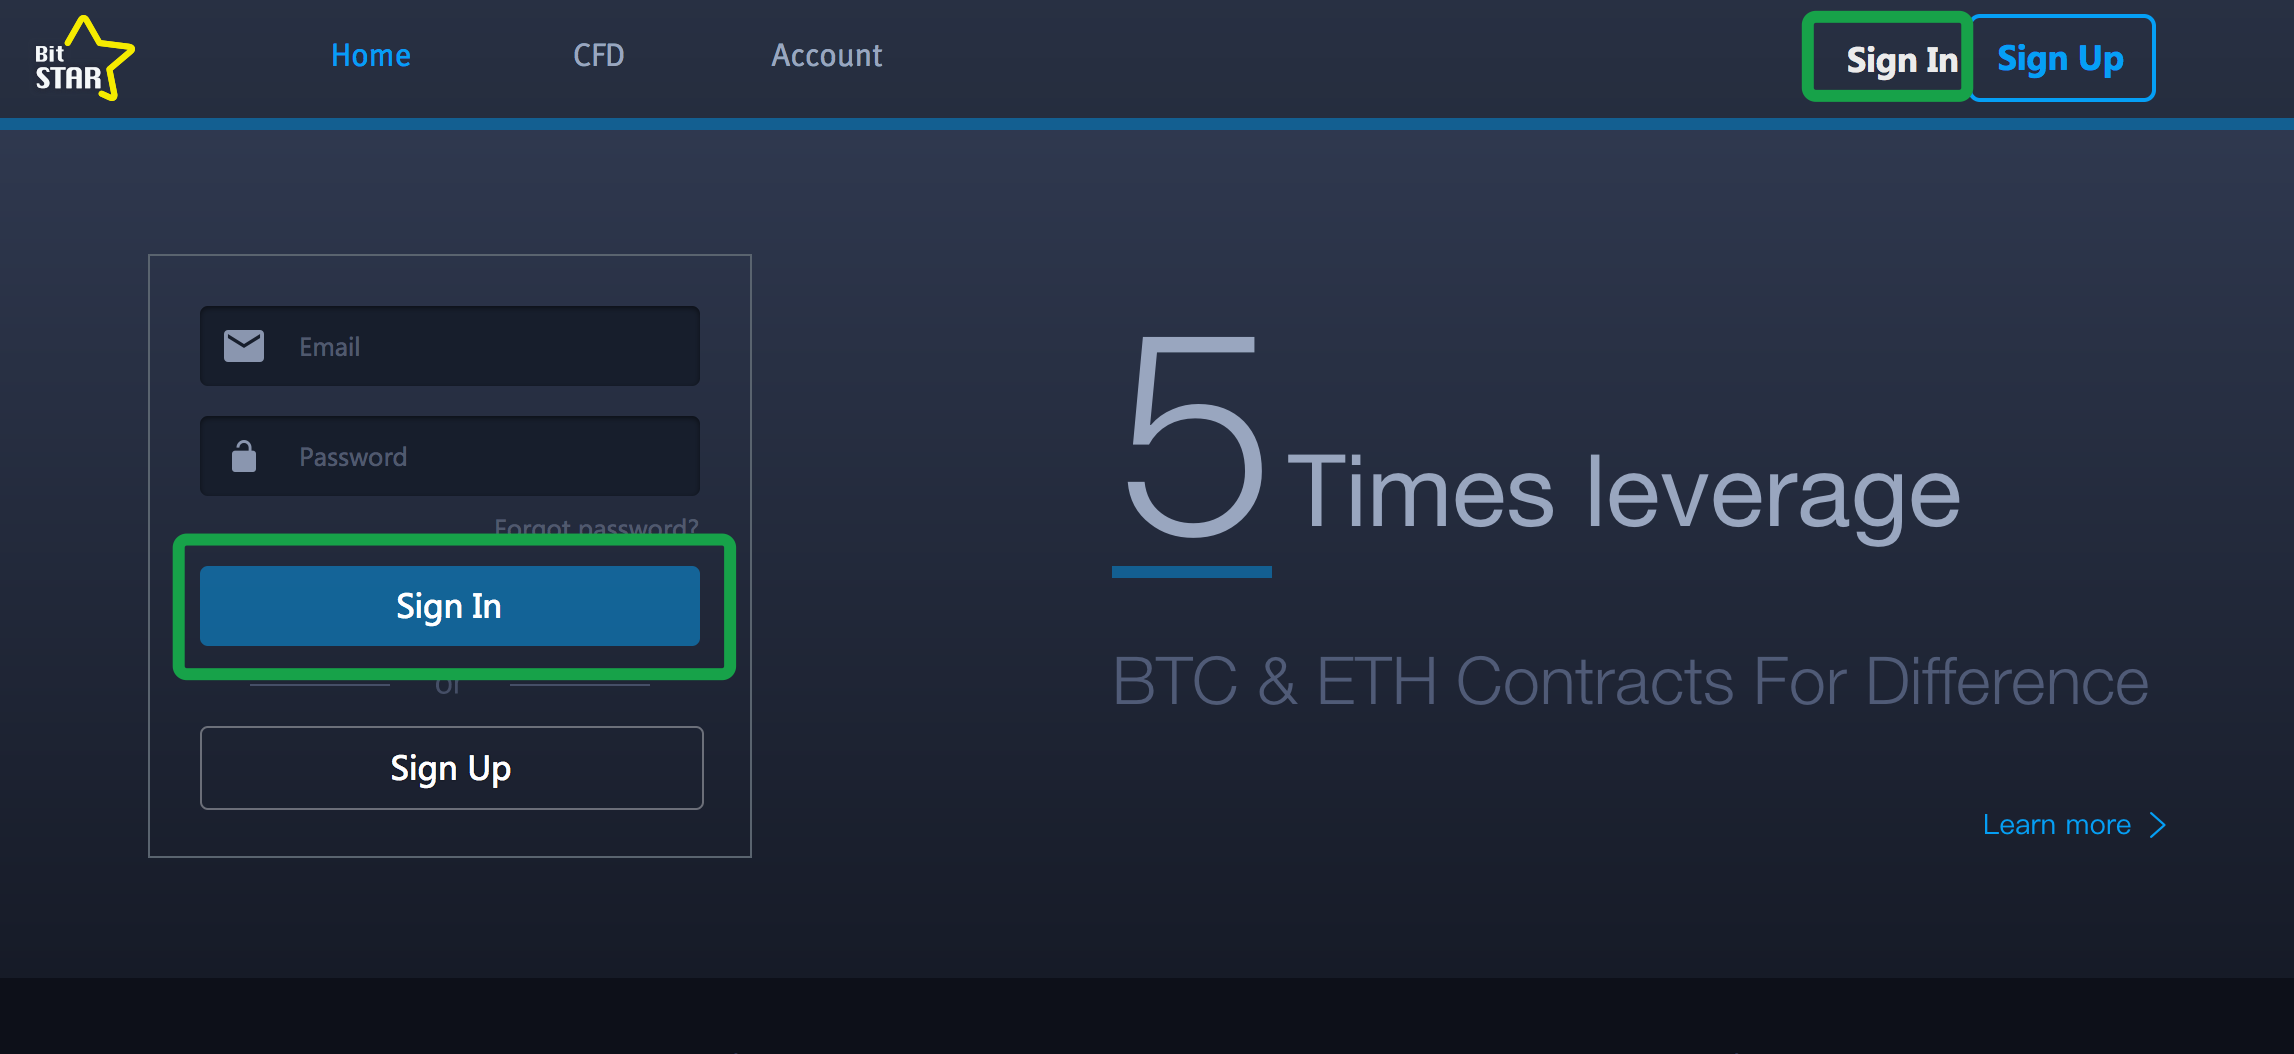 Bit
STAR
Home
CFD
Account
Sign In
Sign Up
Email
Password
Forgot password?
Sign In
or
Sign Up
5 Times leverage
BTC & ETH Contracts For Difference
Learn more